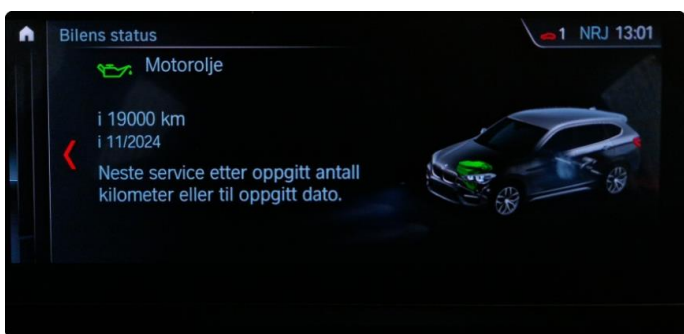 Bilens status
1 NRJ 13:01
Motorolje
i 19000 km
i 11/2024
Neste service etter oppgitt antall
kilometer eller til oppgitt dato.